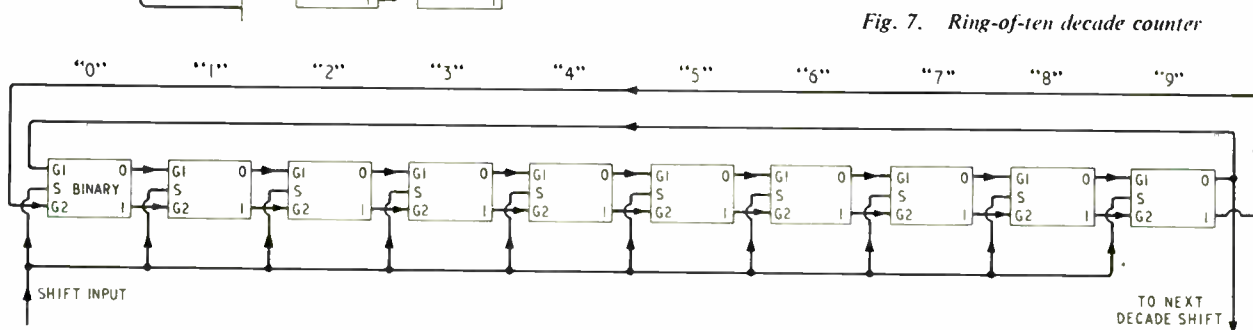 Fig. 7. Ring-of-ten decade counter
“0” “1” “2” “3” “4” “5” “6” “7” “8” “9”
G1 0 G1 0 G1 0 G1 0 G1 0 G1 0 G1 0 G1 0 G1 0 G1 0
S BINARY S S S S S S S S S
G2 1 G2 1 G2 1 G2 1 G2 1 G2 1 G2 1 G2 1 G2 1 G2 1
SHIFT INPUT
TO NEXT
DECADE SHIFT